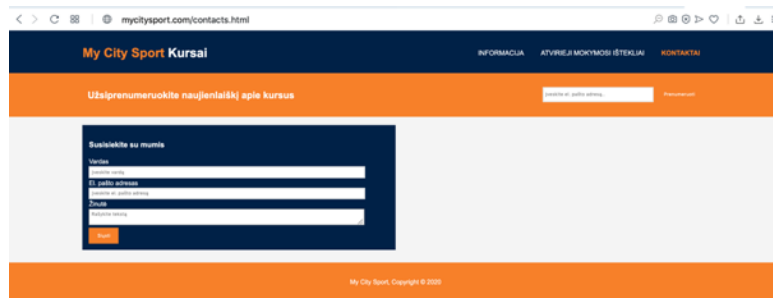 mycitysport.com/contacts.html
My City Sport Kursai
INFORMACIJA ATVIRIEJI MOKYMOSI IŠTEKLIAI KONTAKTAI
Užsiprenumeruokite naujienlaiškį apie kursus
Įveskite el. pašto adresą.. Prenumeruoti
Susisiekite su mumis
Vardas
Įveskite vardą
El. pašto adresas
Įveskite el. pašto adresą
Žinutė
Rašykite tekstą
My City Sport, Copyright © 2020